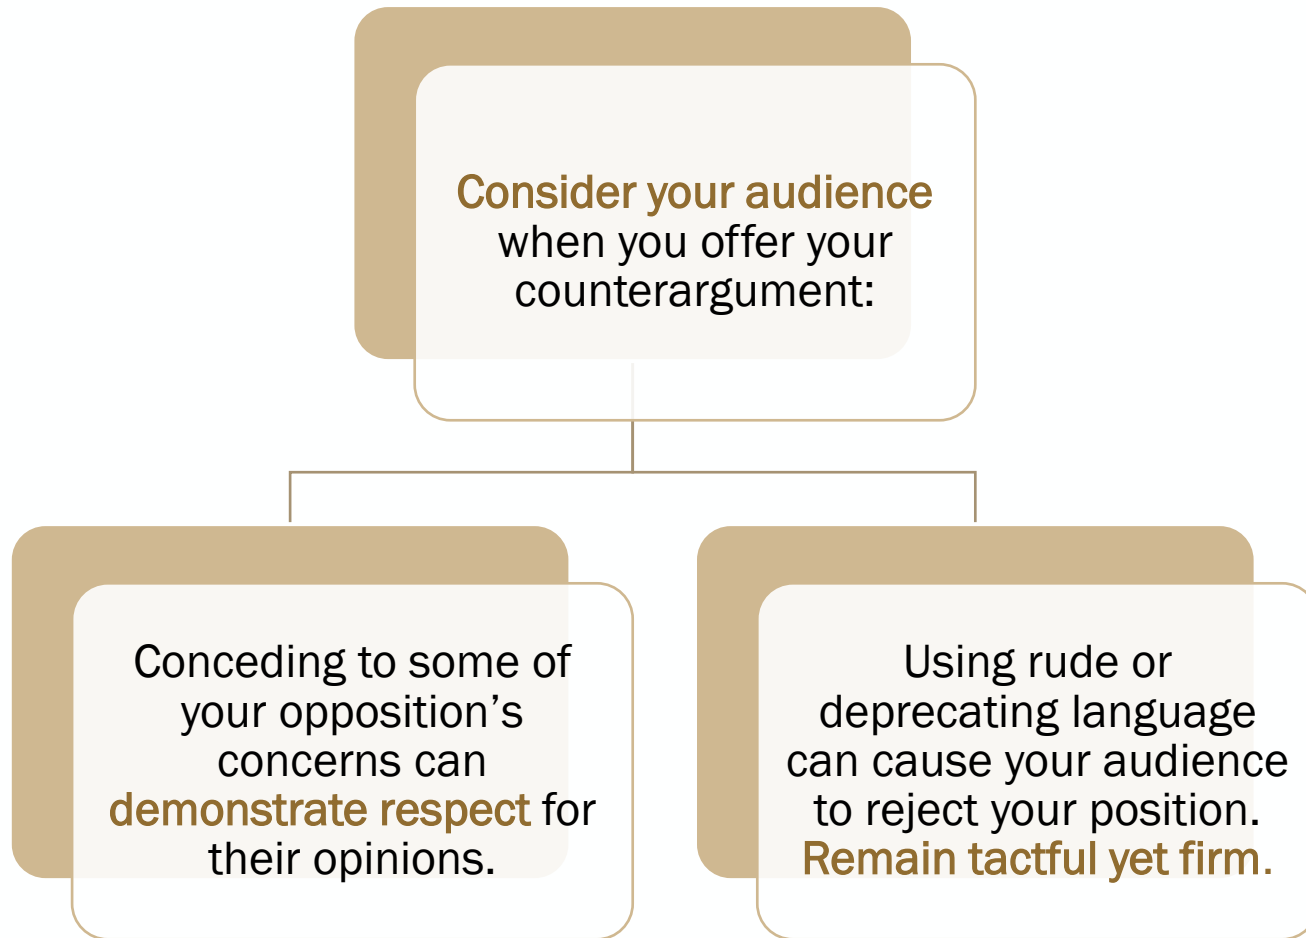 Consider your audience
when you offer your
counterargument:
Conceding to some of
your opposition’s
concerns can
demonstrate respect for
their opinions.
Using rude or
deprecating language
can cause your audience
to reject your position.
Remain tactful yet firm.